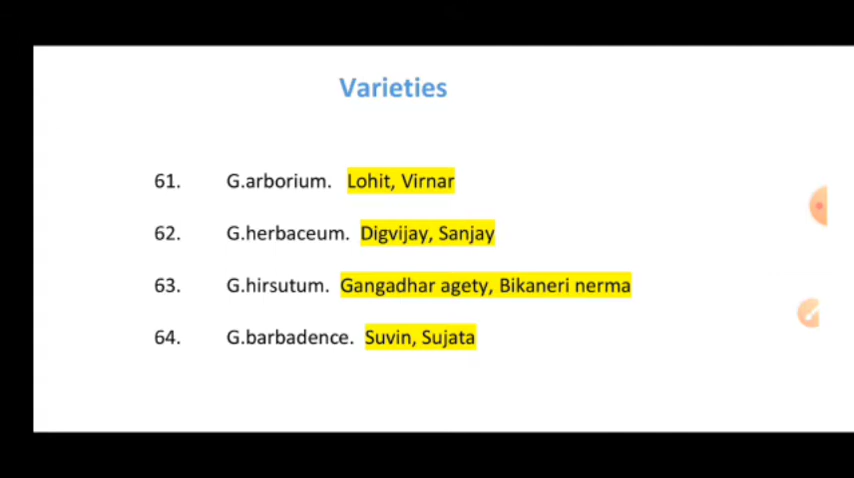 Varieties
61. G.arborium. Lohit, Virnar
62. G.herbaceum. Digvijay, Sanjay
63. G.hirsutum. Gangadhar agety, Bikaneri nerma
64. G.barbadence. Suvin, Sujata